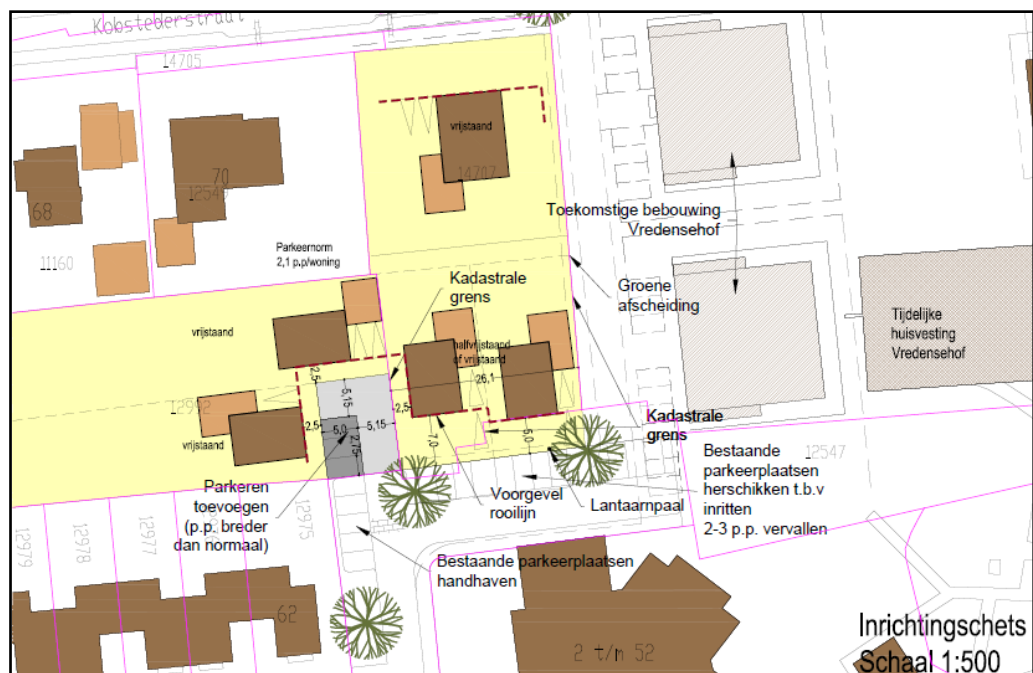 Kobstederstraat
14705
vrijstaand
14707
70
12549
68
11160
Parkeernorm
2,1 p.p/woning
Toekomstige bebouwing
Vredensehof
Kadastrale
grens
Groene
afscheiding
Tijdelijke
huisvesting
Vredensehof
vrijstaand
halfvrijstaand
of vrijstaand
26,1
2,5
5,15
2,5
2,5
5,0
5,15
2,75
7,0
5,0
vrijstaand
Kadastrale
grens
12547
Bestaande
parkeerplaatsen
herschikken t.b.v
inritten
2-3 p.p. vervallen
Parkeren
toevoegen
(p.p. breder
dan normaal)
Voorgevel
rooilijn
Lantaarnpaal
Bestaande parkeerplaatsen
handhaven
12979
12978
12977
12975
62
2 t/m 52
Inrichtingschets
Schaal 1:500